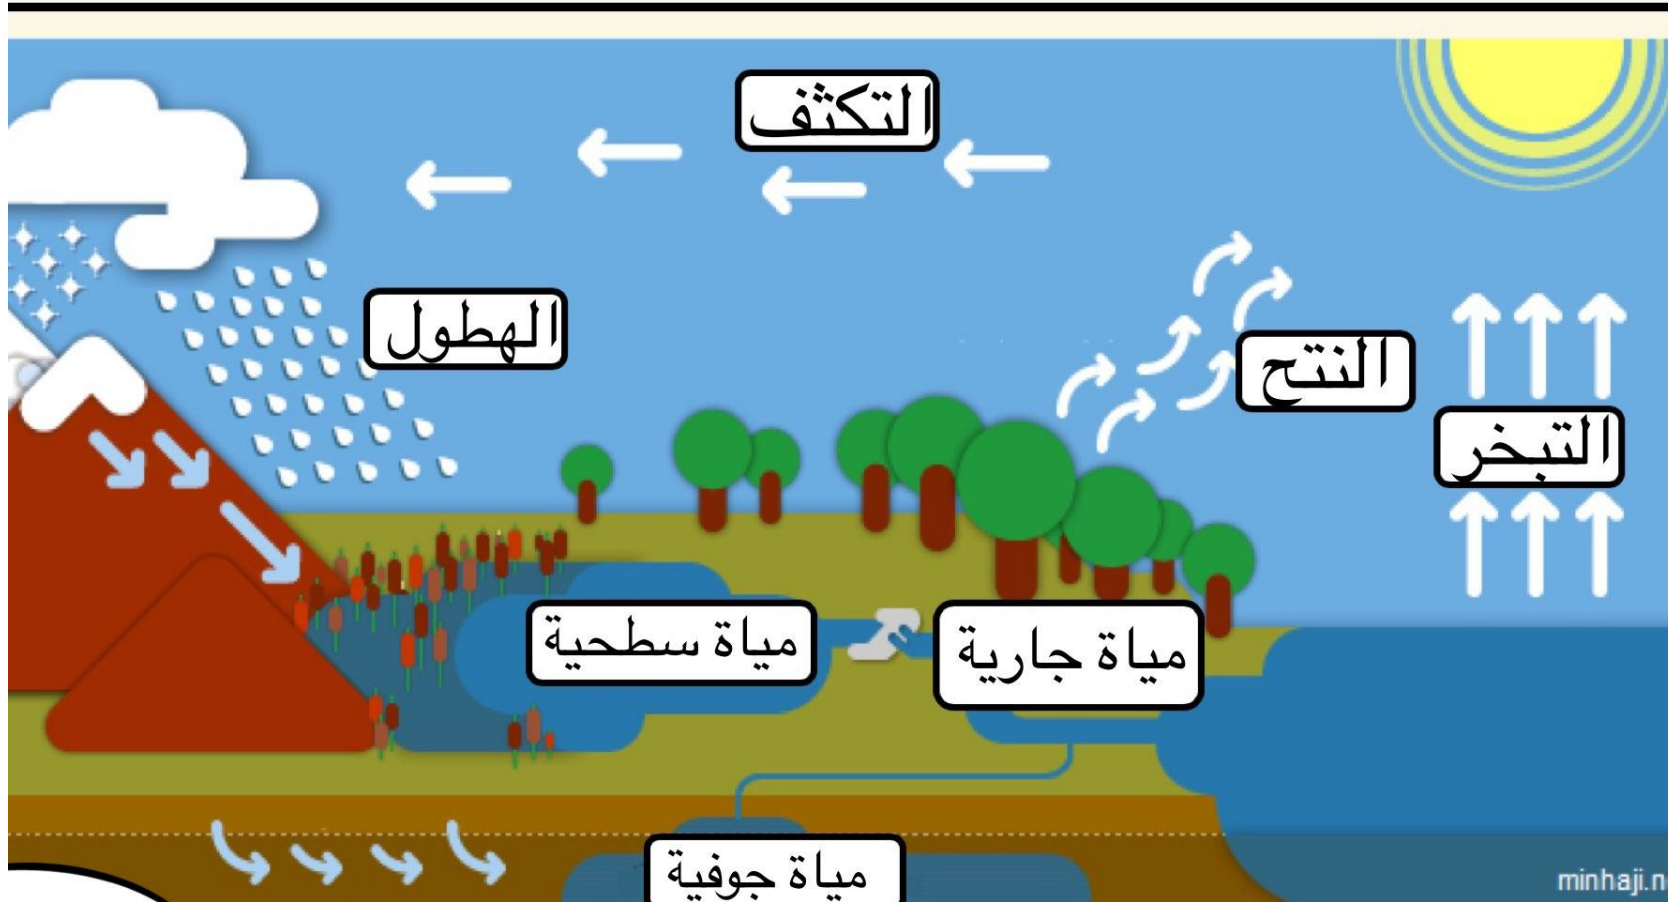 التكثف
الهطول
النتح
التبخر
مياة سطحية
مياة جارية
مياة جوفية
minhaji.n